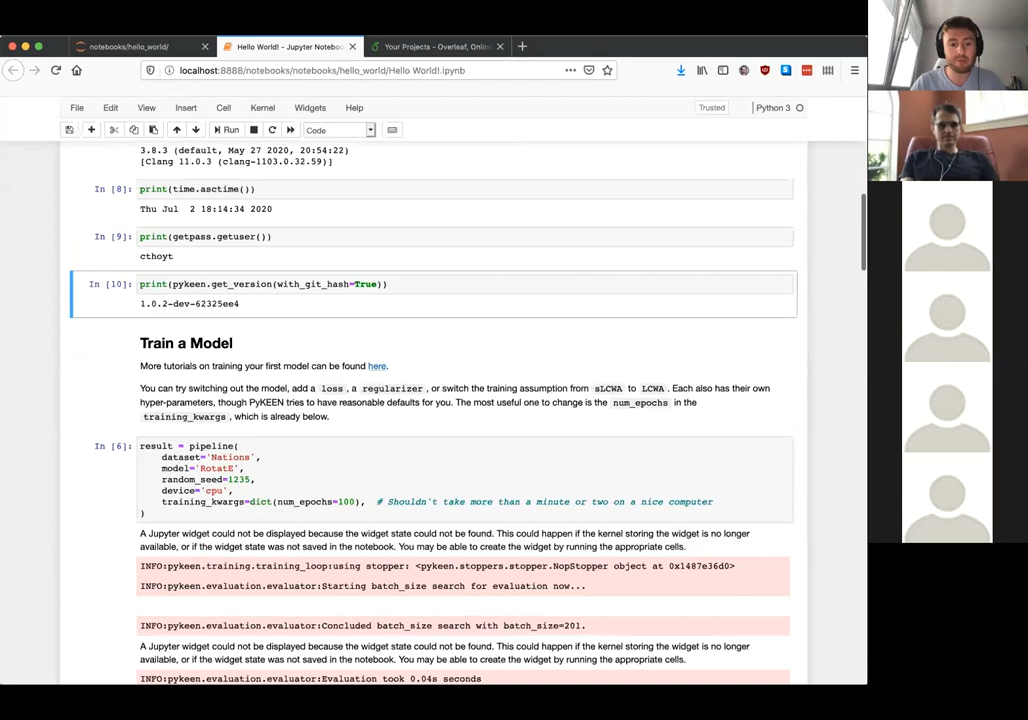 notebooks/hello_world/
Hello World! - Jupyter Noteboo
Your Projects - Overleaf, Online
localhost:8888/notebooks/notebooks/hello_world/Hello World!.ipynb
File Edit View Insert Cell Kernel Widgets Help
Trusted
Python 3
Run
Code
3.8.3 (default, May 27 2020, 20:54:22)
[Clang 11.0.3 (clang-1103.0.32.59)]
In [8]: print(time.asctime())
Thu Jul  2 18:14:34 2020
In [9]: print(getpass.getuser())
cthoyt
In [10]: print(pykeen.get_version(with_git_hash=True))
1.0.2-dev-62325ee4
Train a Model
More tutorials on training your first model can be found here.
You can try switching out the model, add a loss, a regularizer, or switch the training assumption from sLCWA to LCWA. Each also has their own
hyper-parameters, though PyKEEN tries to have reasonable defaults for you. The most useful one to change is the num_epochs in the
training_kwargs, which is already below.
In [6]: result = pipeline(
dataset='Nations',
model='RotatE',
random_seed=1235,
device='cpu',
training_kwargs=dict(num_epochs=100),  # Shouldn't take more than a minute or two on a nice computer
)
A Jupyter widget could not be displayed because the widget state could not be found. This could happen if the kernel storing the widget is no longer
available, or if the widget state was not saved in the notebook. You may be able to create the widget by running the appropriate cells.
INFO:pykeen.training.training_loop:using stopper: <pykeen.stoppers.stopper.NopStopper object at 0x1487e36d0>
INFO:pykeen.evaluation.evaluator:Starting batch_size search for evaluation now...
INFO:pykeen.evaluation.evaluator:Concluded batch_size search with batch_size=201.
A Jupyter widget could not be displayed because the widget state could not be found. This could happen if the kernel storing the widget is no longer
available, or if the widget state was not saved in the notebook. You may be able to create the widget by running the appropriate cells.
INFO:pykeen.evaluation.evaluator:Evaluation took 0.04s seconds